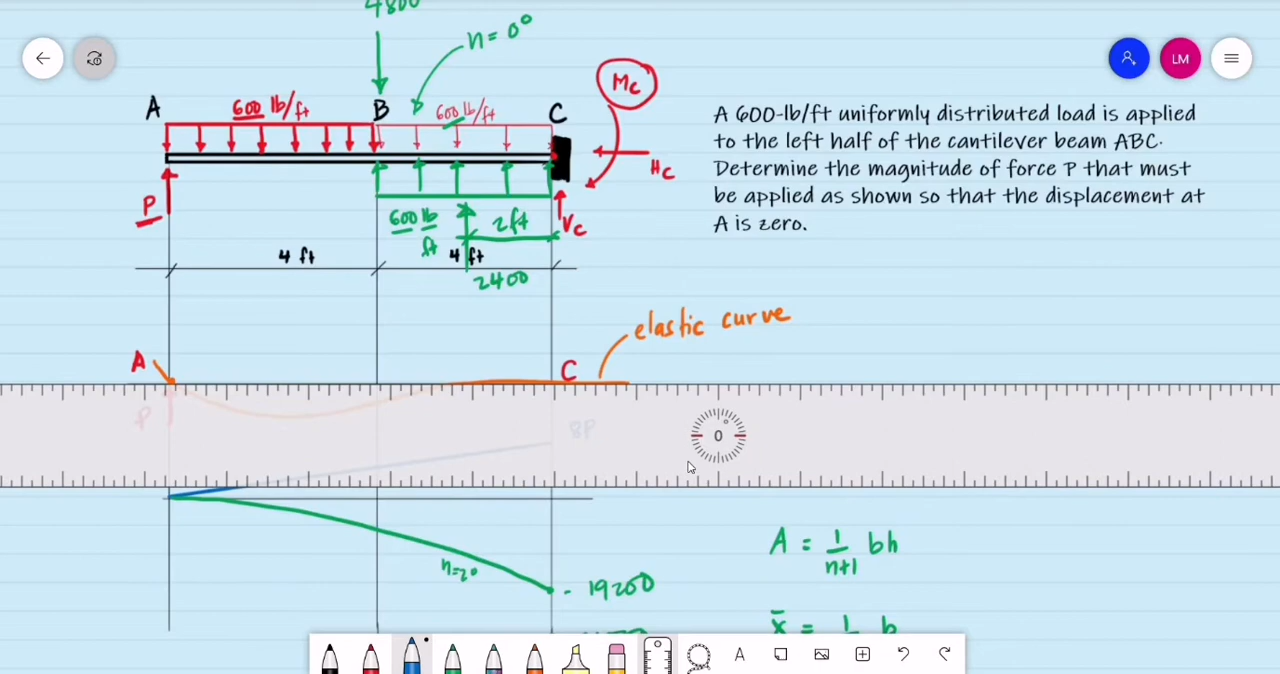 4800
n = 0°
A 600 lb/ft B 600 lb/ft C Mc
Hc
P
600 lb/ft 2 ft Vc
4 ft 4 ft
2400
A 600-lb/ft uniformly distributed load is applied
to the left half of the cantilever beam ABC.
Determine the magnitude of force P that must
be applied as shown so that the displacement at
A is zero.
LM
elastic curve
A C
P 8P
0
n=2°
- 19200
A = 1/n+1 bh
x̄ = 1 b
A